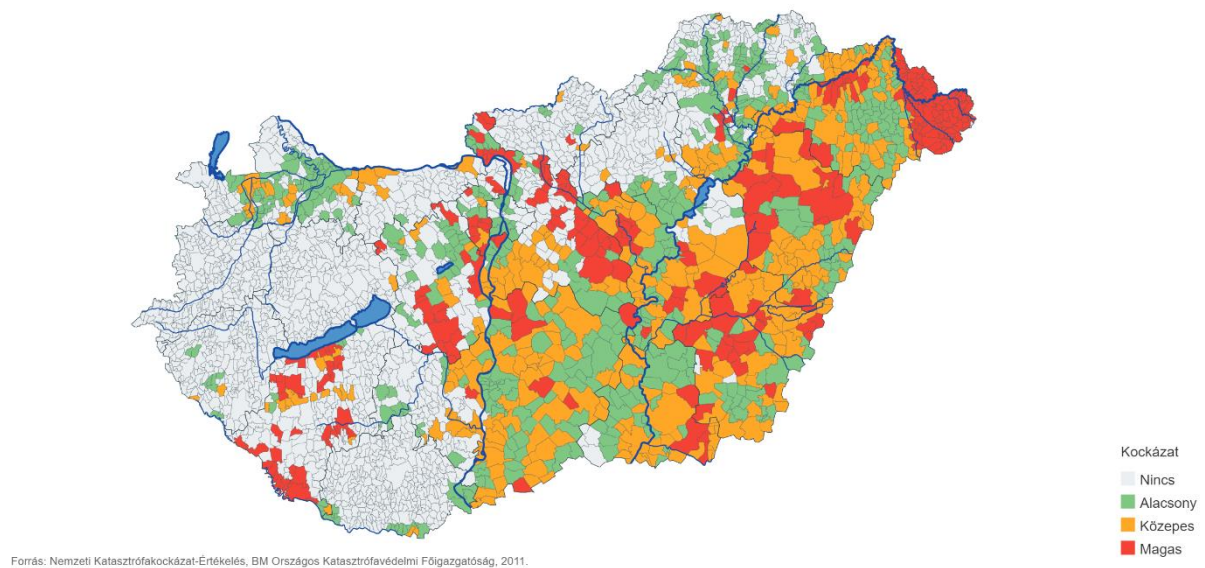 Kockázat
Nincs
Alacsony
Közepes
Magas
Forrás: Nemzeti Katasztrófakockázat-Értékelés, BM Országos Katasztrófavédelmi Főigazgatóság, 2011.